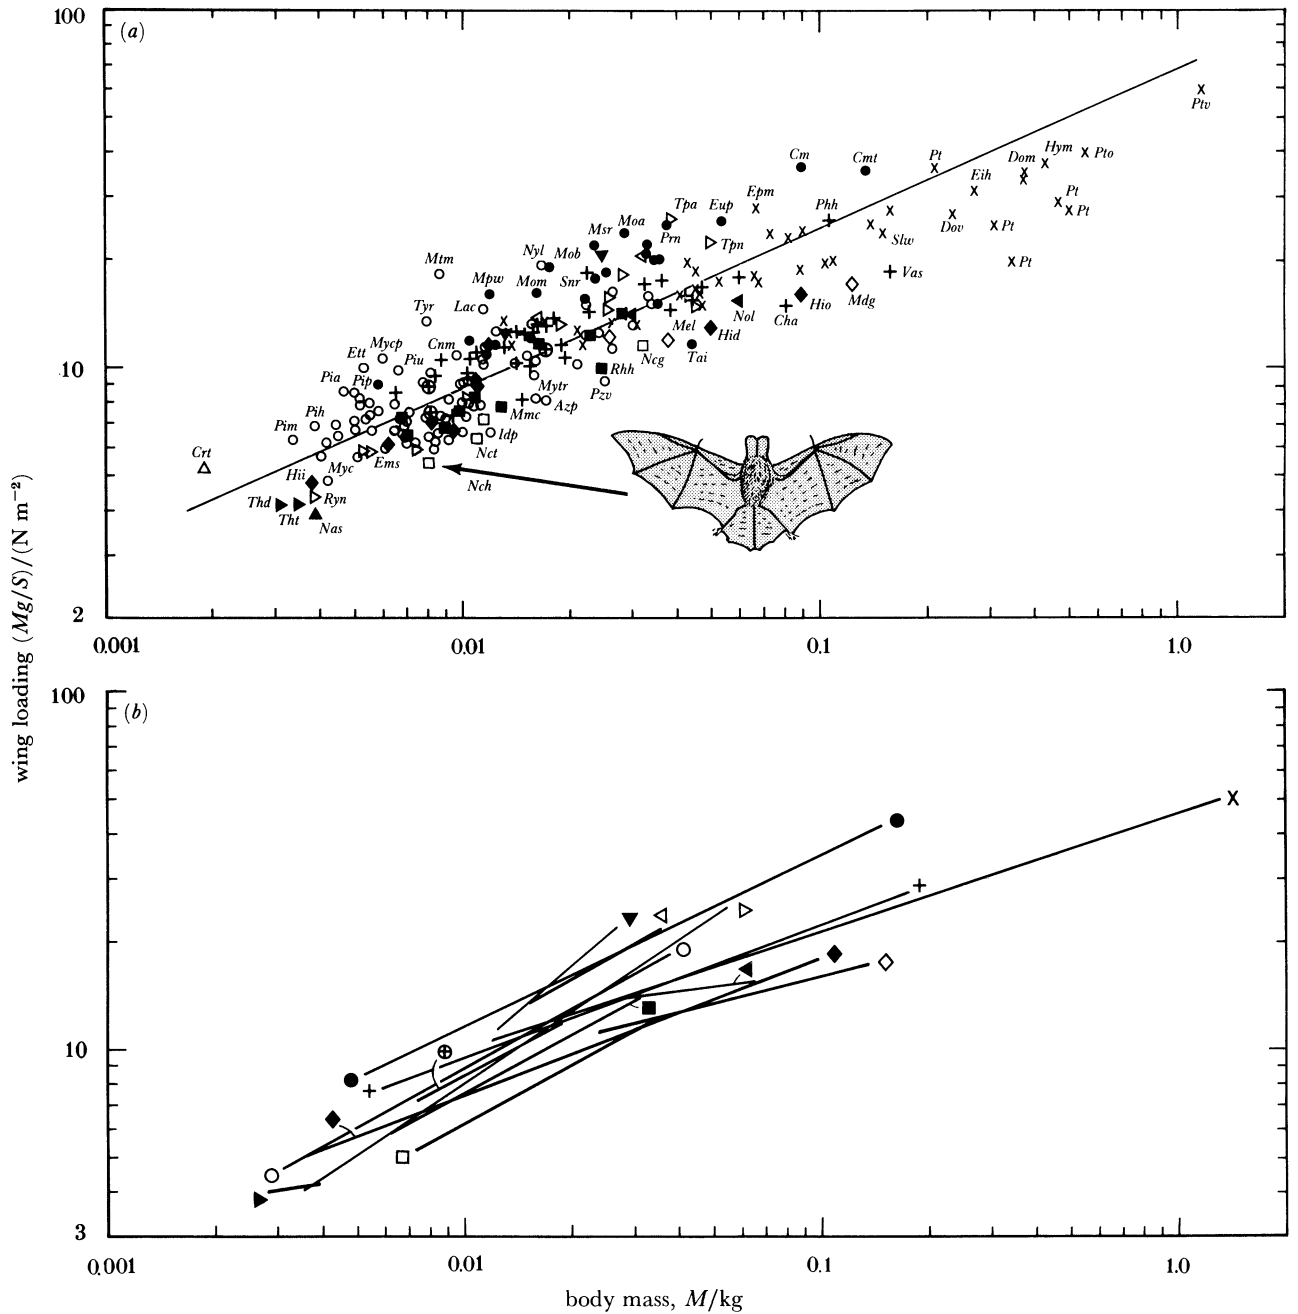 100
(a)
Ptv
Cm
Cmt
Pt
Dom
Hym
Pto
Eih
Epm
Tpa
Eup
Phh
Pt
Pt
Moa
Msr
Prn
Tpn
Dov
Pt
Slw
Nyl
Mob
Mtm
Pt
Vas
Mpw
Mom
Snr
Mdg
Tyr
Lac
Nol
Hio
Cha
Mel
Hid
Ett
Mycp
Cnm
Ncg
Tai
10
Piu
Rhh
Pia
Pip
Mytr
Pzv
Mmc
Azp
Pih
Pim
Idp
Crt
Nct
Hii
Myc
Ems
Nch
Thd
Ryn
Tht
Nas
2
0.001
0.01
0.1
1.0
wing loading (Mg/S)/(N m⁻²)
100
(b)
10
3
0.001
0.01
0.1
1.0
body mass, M/kg